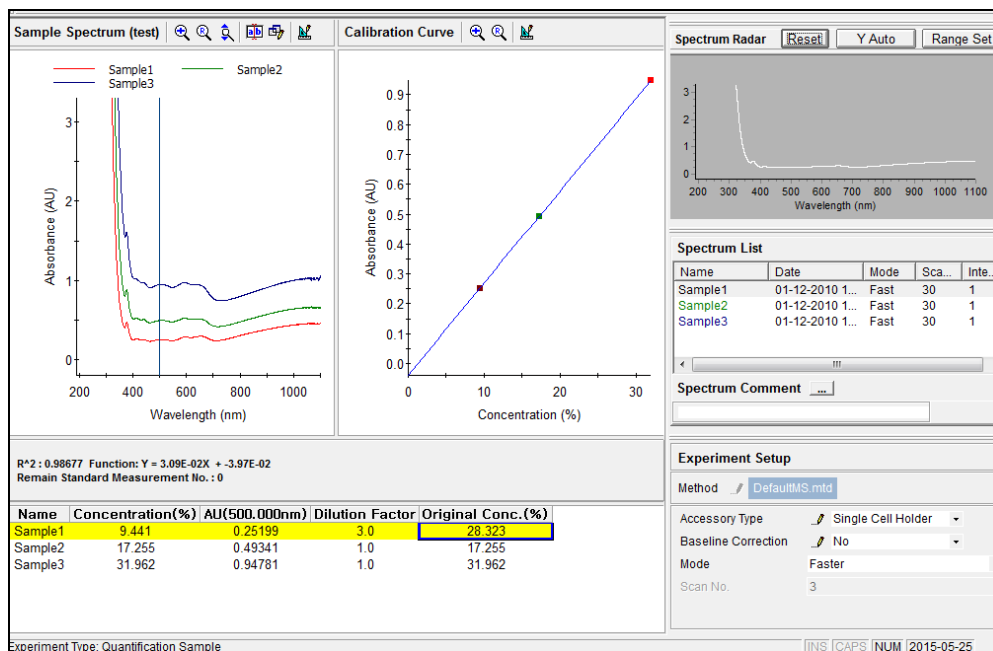 Sample Spectrum (test)
Sample1
Sample2
Sample3
3
2
1
0
Absorbance (AU)
200 400 600 800 1000
Wavelength (nm)
Calibration Curve
0.9
0.8
0.7
0.6
0.5
0.4
0.3
0.2
0.1
0.0
Absorbance (AU)
0 10 20 30
Concentration (%)
R^2 : 0.98677 Function: Y = 3.09E-02X + -3.97E-02
Remain Standard Measurement No. : 0
Name Concentration(%) AU(500.000nm) Dilution Factor Original Conc.(%)
Sample1 9.441 0.25199 3.0 28.323
Sample2 17.255 0.49341 1.0 17.255
Sample3 31.962 0.94781 1.0 31.962
Spectrum Radar Reset Y Auto Range Set
3
2
1
0
200 300 400 500 600 700 800 900 1000 1100
Wavelength (nm)
Spectrum List
Name Date Mode Sca... Inte...
Sample1 01-12-2010 1... Fast 30 1
Sample2 01-12-2010 1... Fast 30 1
Sample3 01-12-2010 1... Fast 30 1
Spectrum Comment ...
Experiment Setup
Method DefaultMS.mtd
Accessory Type Single Cell Holder
Baseline Correction No
Mode Faster
Scan No. 3
Experiment Type: Quantification Sample INS CAPS NUM 2015-05-25